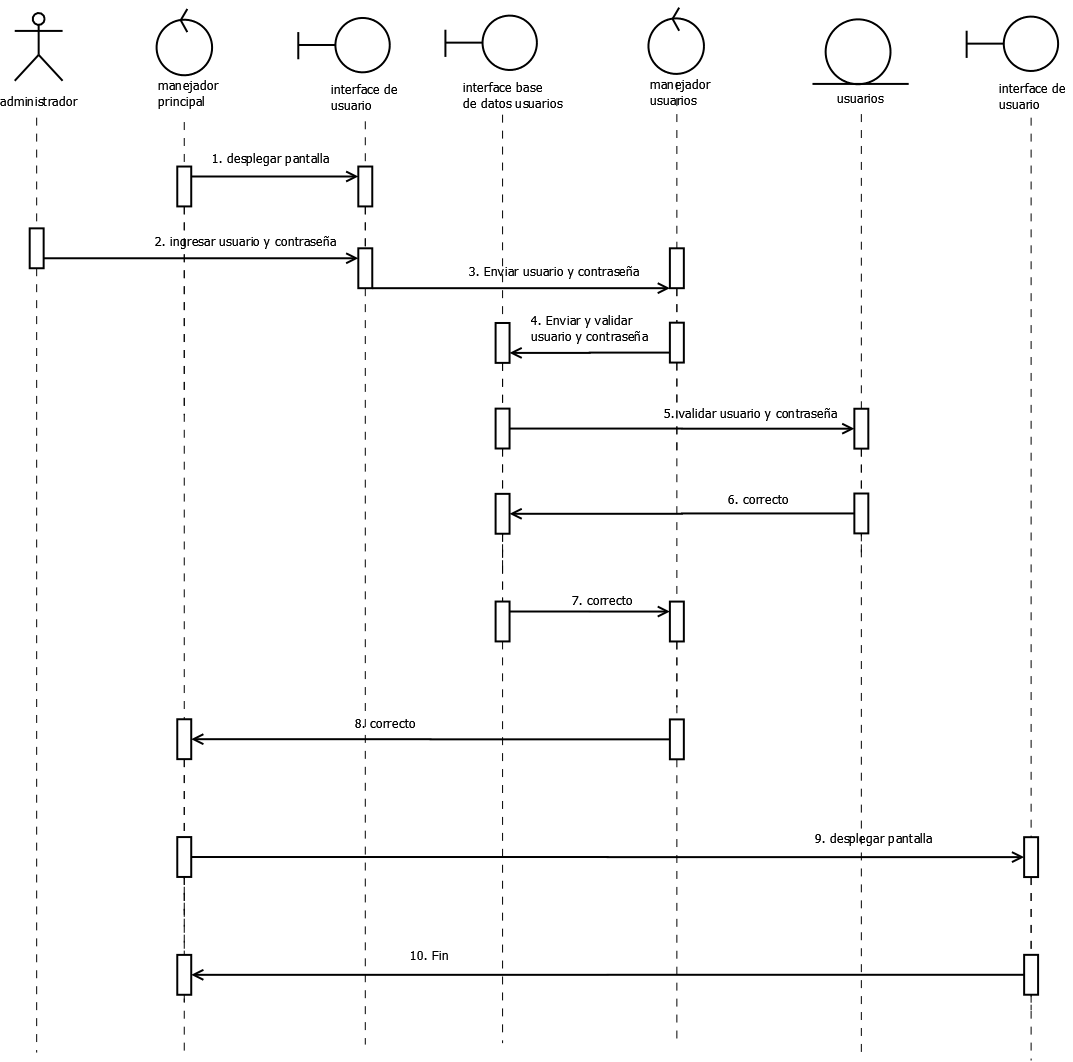 administrador
manejador
principal
interface de
usuario
interface base
de datos usuarios
manejador
usuarios
usuarios
interface de
usuario
1. desplegar pantalla
2. ingresar usuario y contraseña
3. Enviar usuario y contraseña
4. Enviar y validar
usuario y contraseña
5. validar usuario y contraseña
6. correcto
7. correcto
8. correcto
9. desplegar pantalla
10. Fin